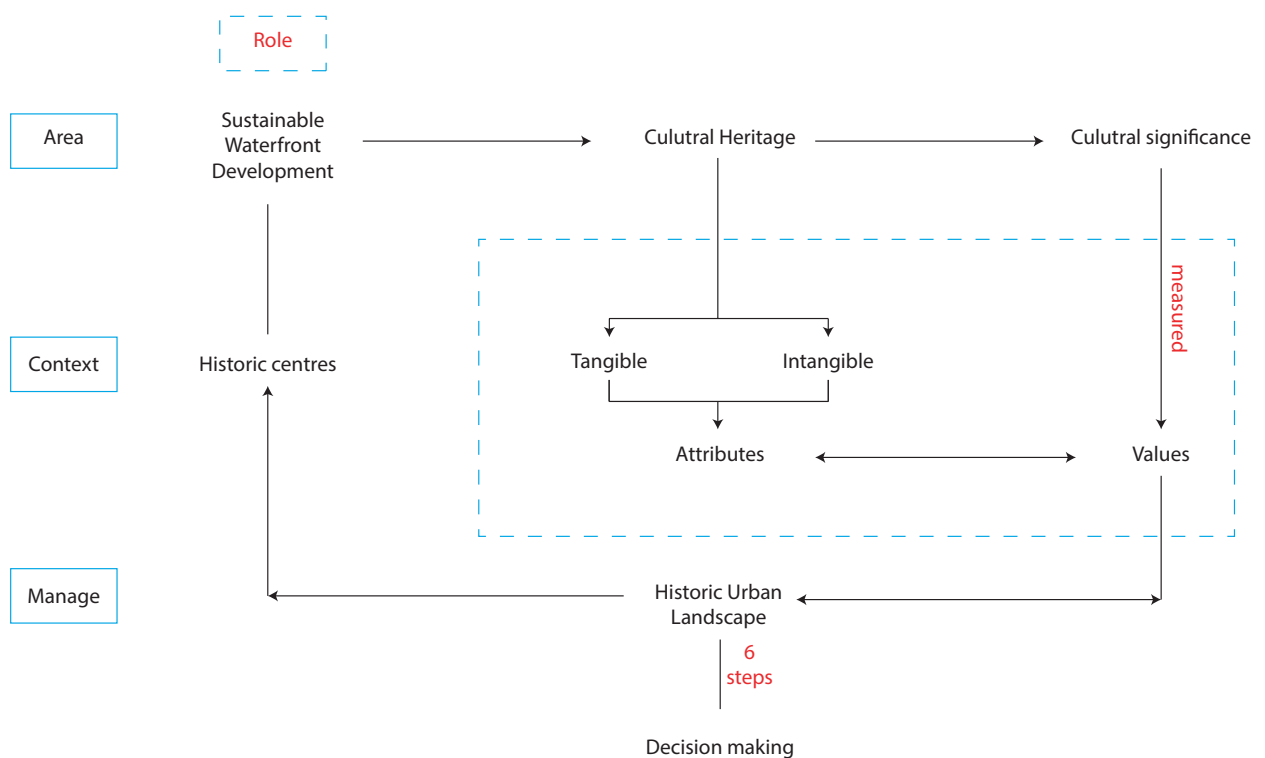 Role
Area
Sustainable
Waterfront
Development
Culutral Heritage
Culutral significance
measured
Context
Historic centres
Tangible
Intangible
Attributes
Values
Manage
Historic Urban
Landscape
6
steps
Decision making